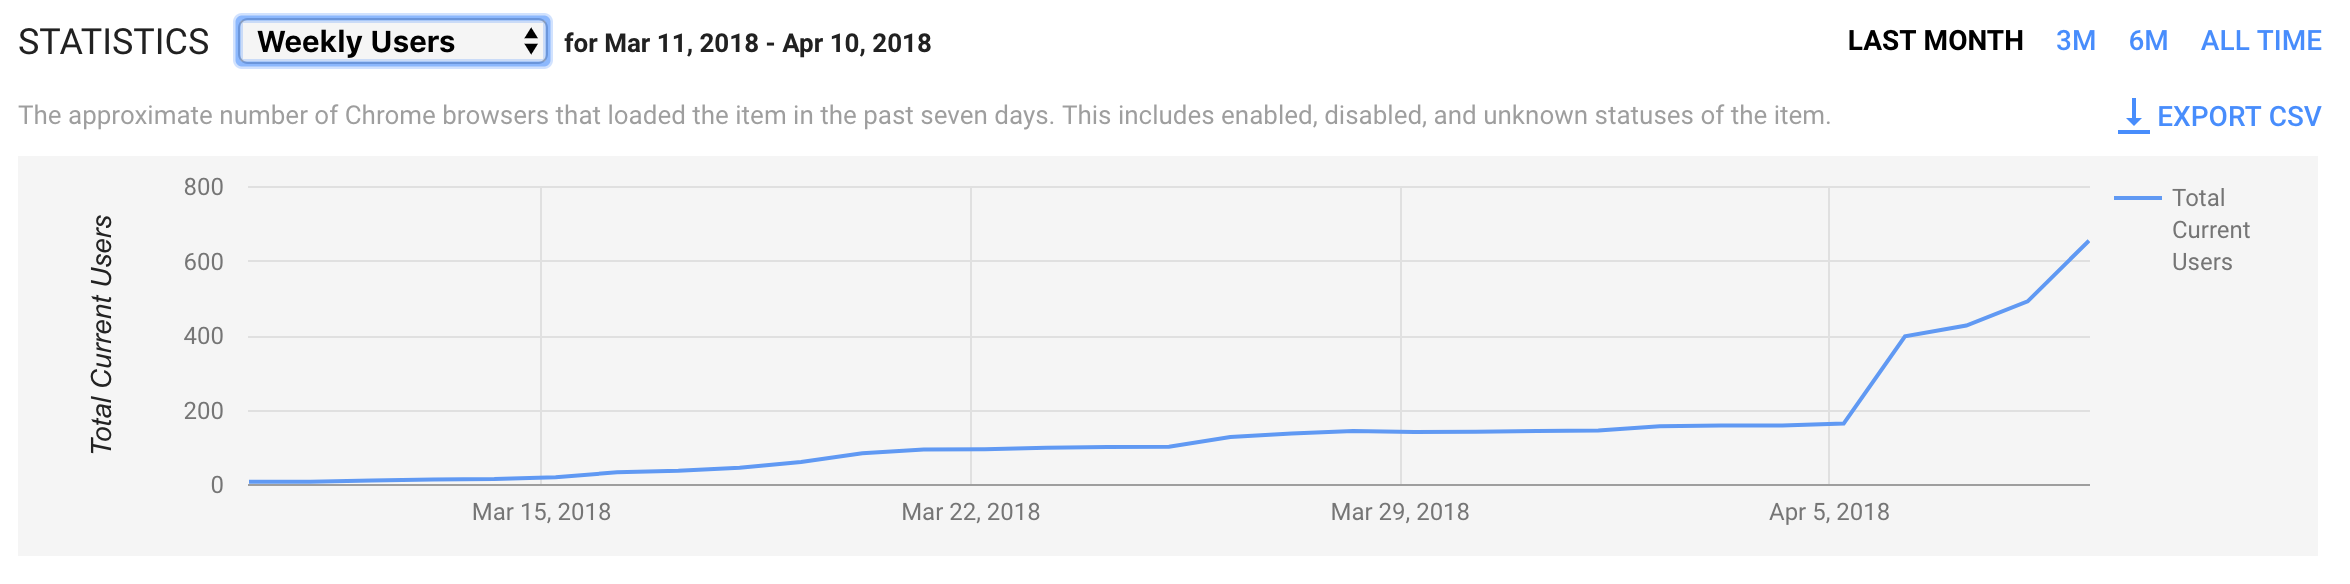 STATISTICS Weekly Users for Mar 11, 2018 - Apr 10, 2018 LAST MONTH 3M 6M ALL TIME
The approximate number of Chrome browsers that loaded the item in the past seven days. This includes enabled, disabled, and unknown statuses of the item. EXPORT CSV
Total Current Users
800
600
400
200
0
Mar 15, 2018 Mar 22, 2018 Mar 29, 2018 Apr 5, 2018
Total
Current
Users